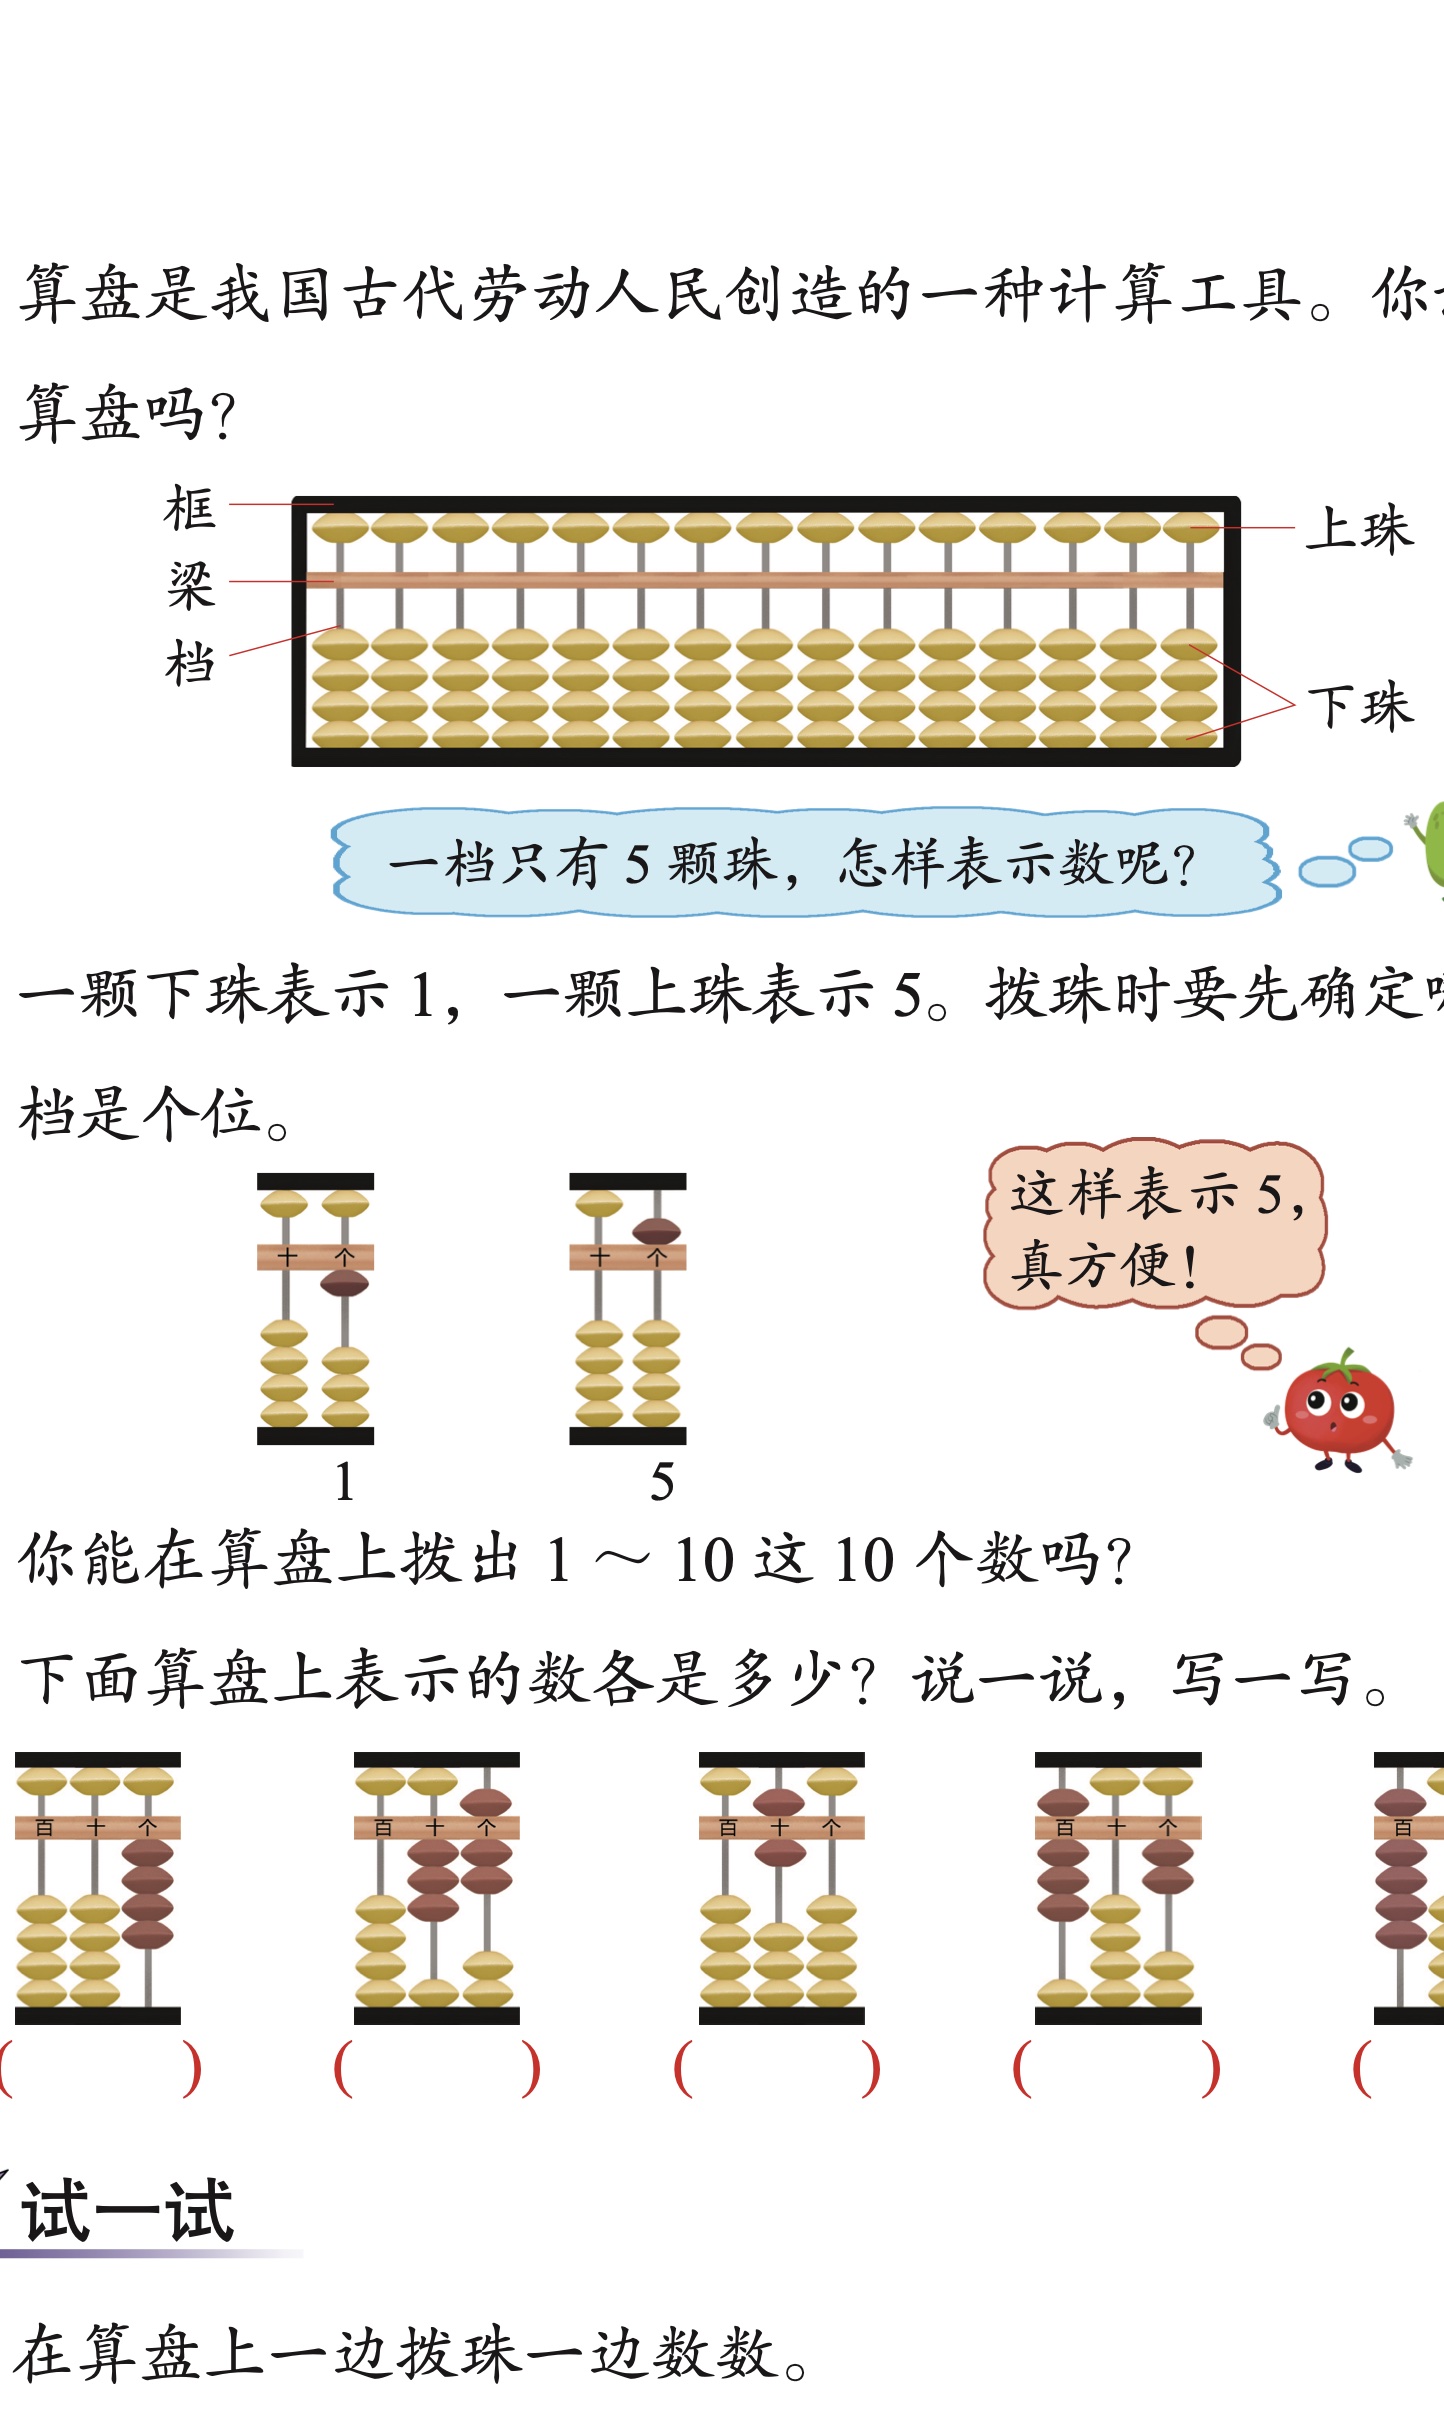 算盘是我国古代劳动人民创造的一种计算工具。你
算盘吗？
框
梁
档
上珠
下珠
一档只有 5 颗珠，怎样表示数呢？
一颗下珠表示 1，一颗上珠表示 5。拨珠时要先确定
档是个位。
这样表示 5，
真方便！
十 个
十 个
1
5
你能在算盘上拨出 1 ～ 10 这 10 个数吗？
下面算盘上表示的数各是多少？说一说，写一写。
百 十 个
百 十 个
百 十 个
百 十 个
百
( ) ( ) ( ) ( ) (
试一试
在算盘上一边拨珠一边数数。